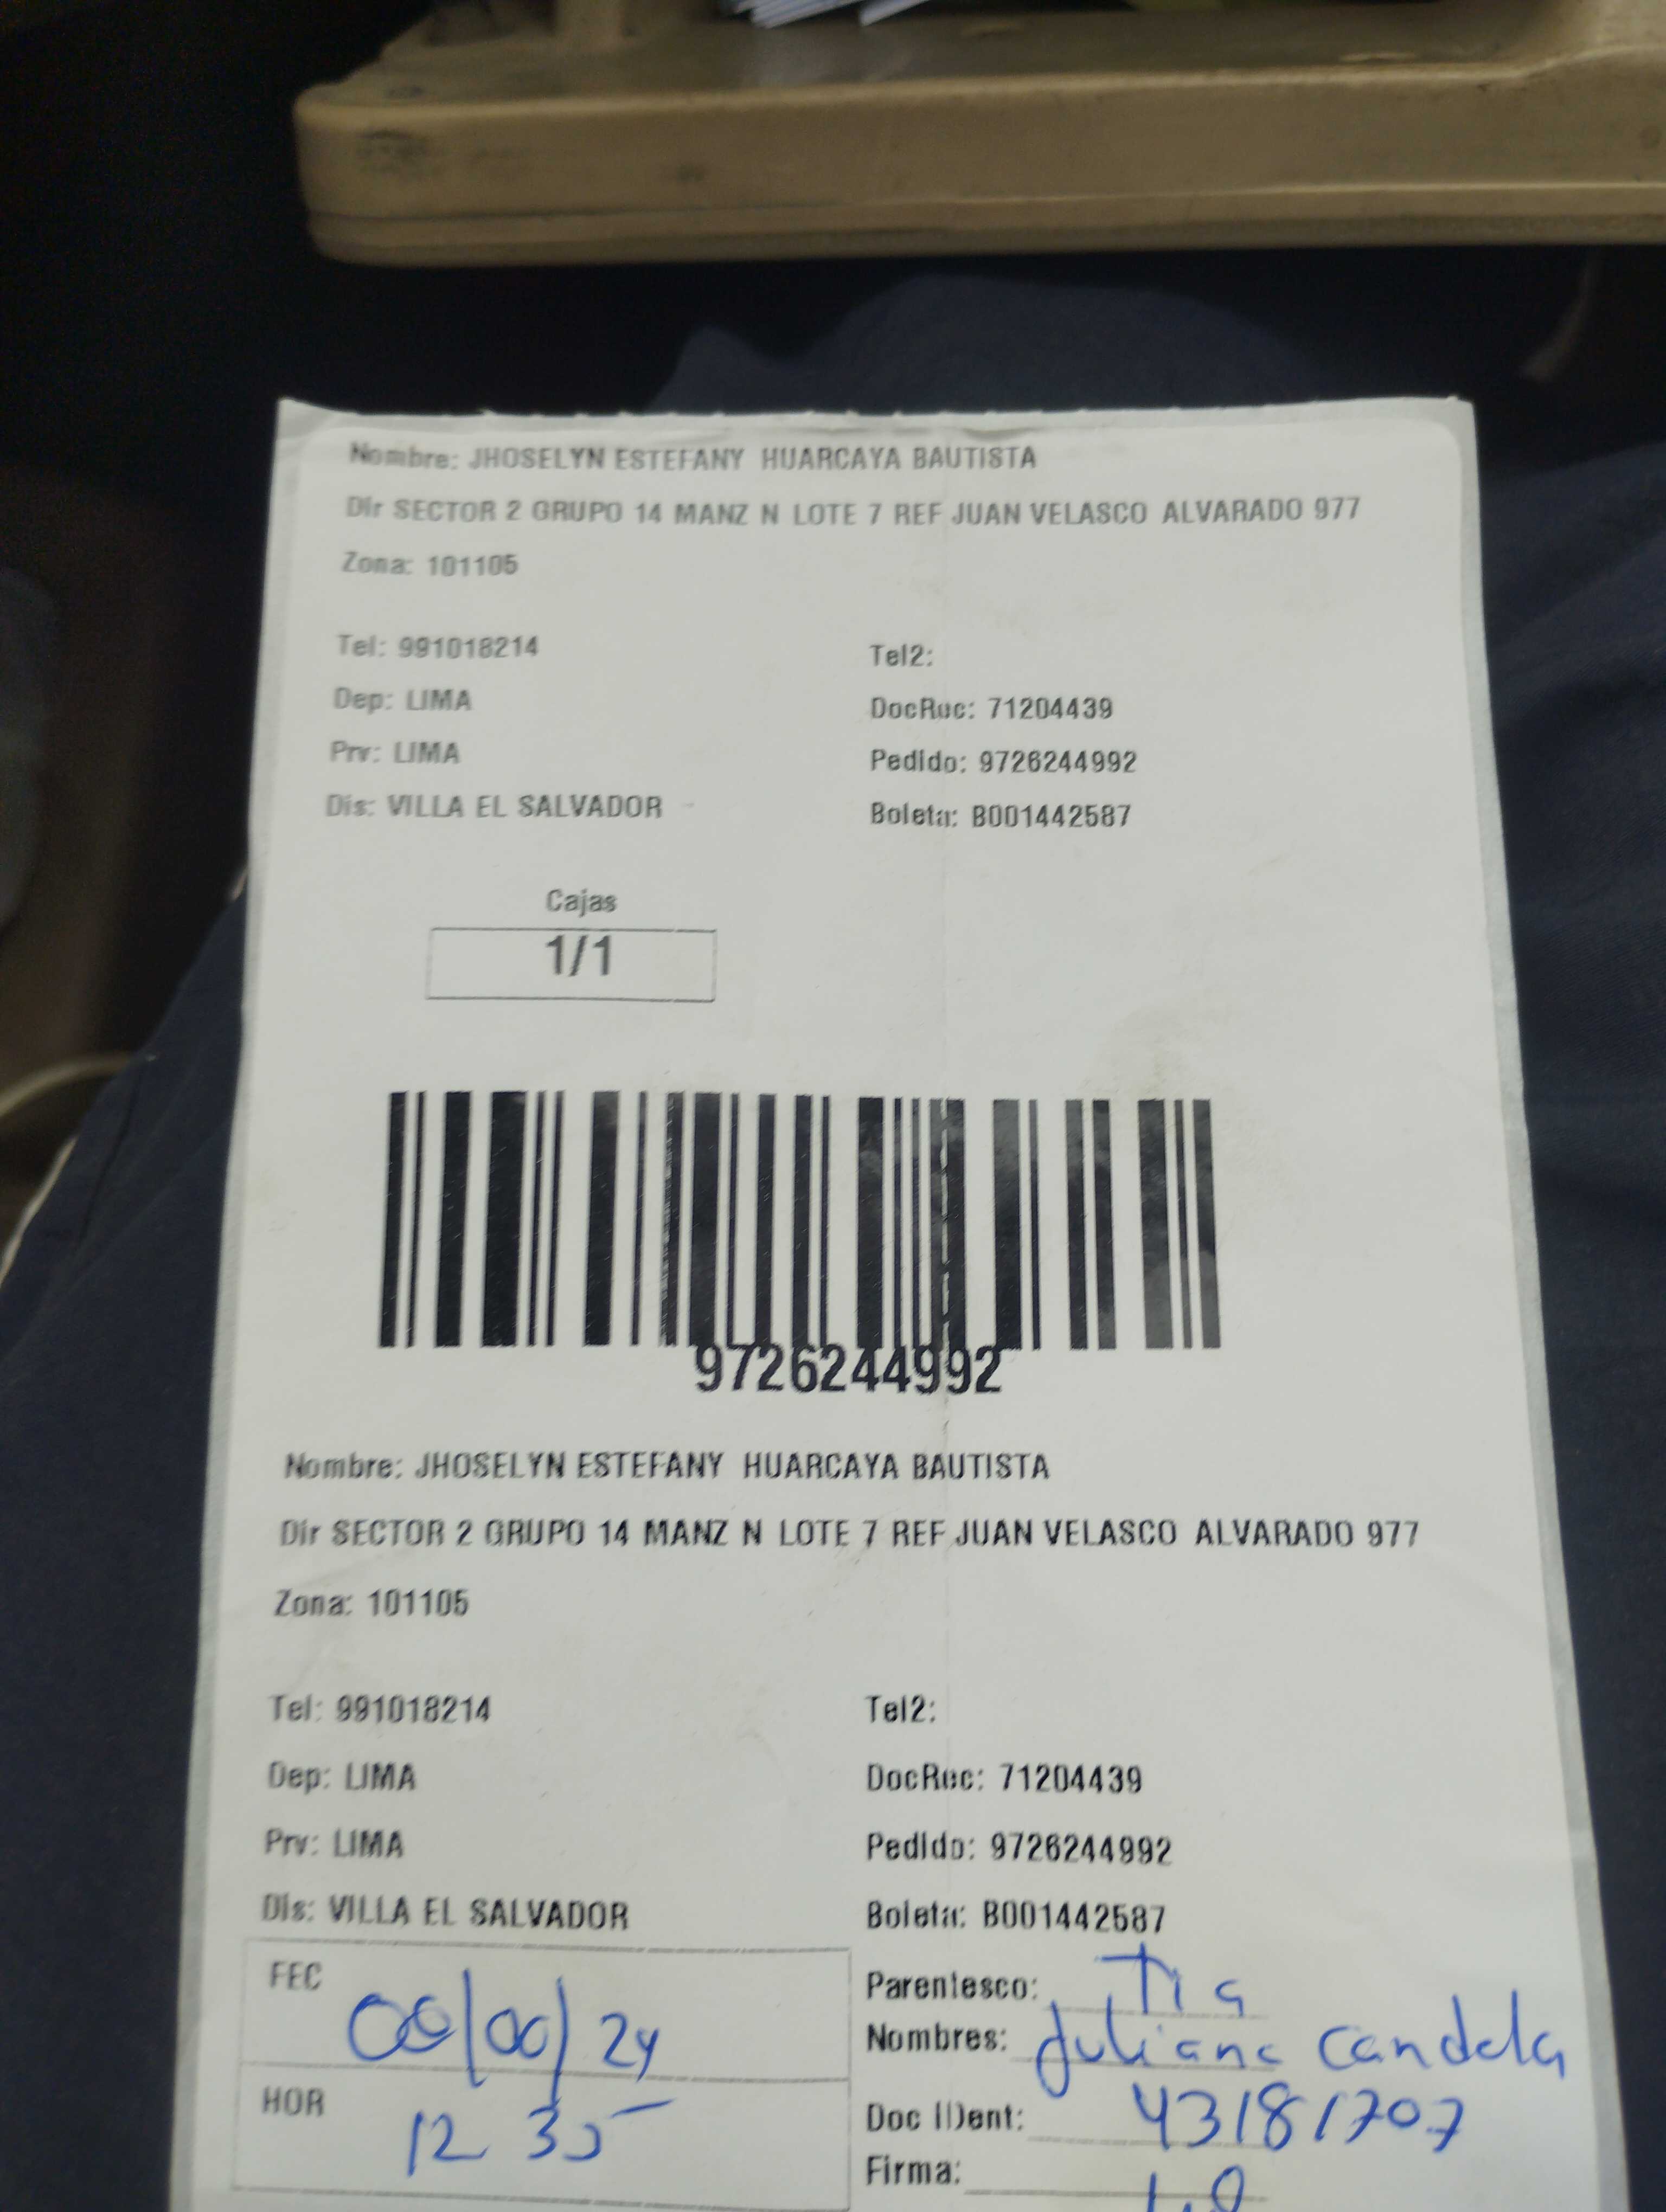 Nombre: JHOSELYN ESTEFANY HUARCAYA BAUTISTA
Dir SECTOR 2 GRUPO 14 MANZ N LOTE 7 REF JUAN VELASCO ALVARADO 977
Zona: 101105
Tel: 991018214
Tel2:
Dep: LIMA
DocRuc: 71204439
Prv: LIMA
Pedido: 9726244992
Dis: VILLA EL SALVADOR -
Boleta: B001442587
Cajas
1/1
9726244992
Nombre: JHOSELYN ESTEFANY HUARCAYA BAUTISTA
Dir SECTOR 2 GRUPO 14 MANZ N LOTE 7 REF JUAN VELASCO ALVARADO 977
Zona: 101105
Tel: 991018214
Tel2:
Dep: LIMA
DocRuc: 71204439
Prv: LIMA
Pedido: 9726244992
Dis: VILLA EL SALVADOR
Boleta: B001442587
FEC
Parentesco: Tia
Nombres: Juliana Candela
HOR 12 35
Doc IDent: 43181707
Firma: